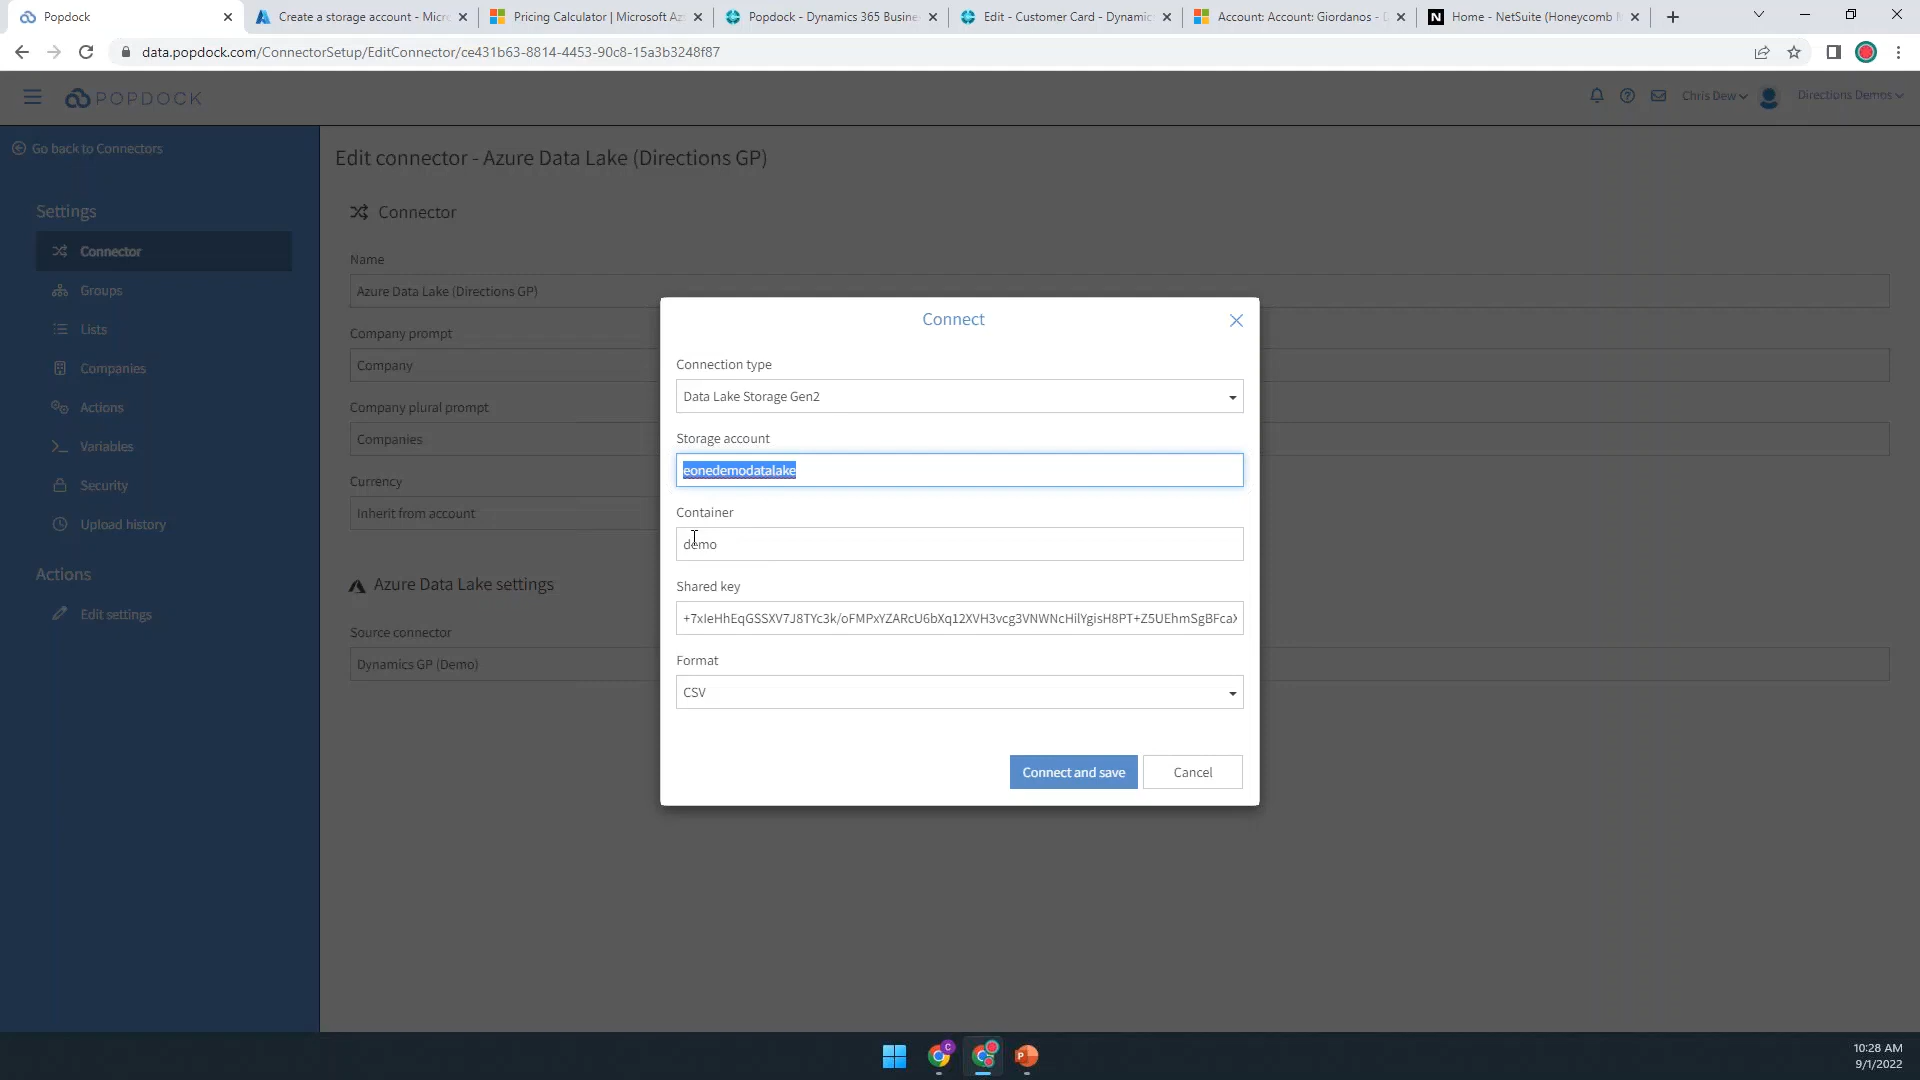 Popdock
Create a storage account - Micro
Pricing Calculator | Microsoft Az
Popdock - Dynamics 365 Busine
Edit - Customer Card - Dynamic
Account: Account: Giordanos - D
N Home - NetSuite (Honeycomb M
data.popdock.com/ConnectorSetup/EditConnector/ce431b63-8814-4453-90c8-15a3b3248f87
POPDOCK
Chris Dew
Directions Demos
Go back to Connectors
Edit connector - Azure Data Lake (Directions GP)
Settings
Connector
Groups
Lists
Companies
Actions
Variables
Security
Upload history
Actions
Edit settings
Connector
Name
Azure Data Lake (Directions GP)
Company prompt
Company
Company plural prompt
Companies
Currency
Inherit from account
Azure Data Lake settings
Source connector
Dynamics GP (Demo)
Connect
Connection type
Data Lake Storage Gen2
Storage account
eonedemodatalake
Container
demo
Shared key
Format
CSV
Connect and save
Cancel
C
P
10:28 AM
9/1/2022